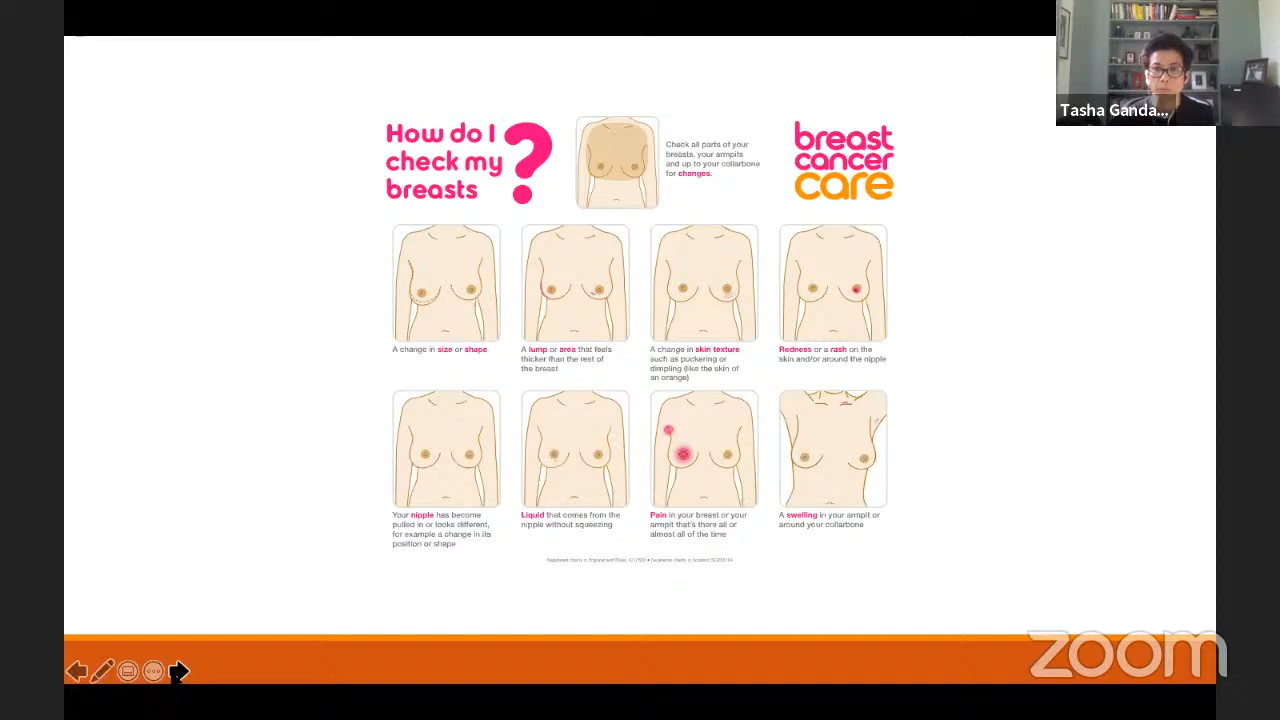 Tasha Ganda...
How do I
check my
breasts
?
Check all parts of your
breasts, your armpits
and up to your collarbone
for changes.
breast
cancer
care
A change in size or shape
A lump or area that feels
thicker than the rest of
the breast
A change in skin texture
such as puckering or
dimpling (like the skin of
an orange)
Redness or a rash on the
skin and/or around the nipple
Your nipple has become
pulled in or looks different,
for example a change in its
position or shape
Liquid that comes from the
nipple without squeezing
Pain in your breast or your
armpit that's there all or
almost all of the time
A swelling in your armpit or
around your collarbone
zoom